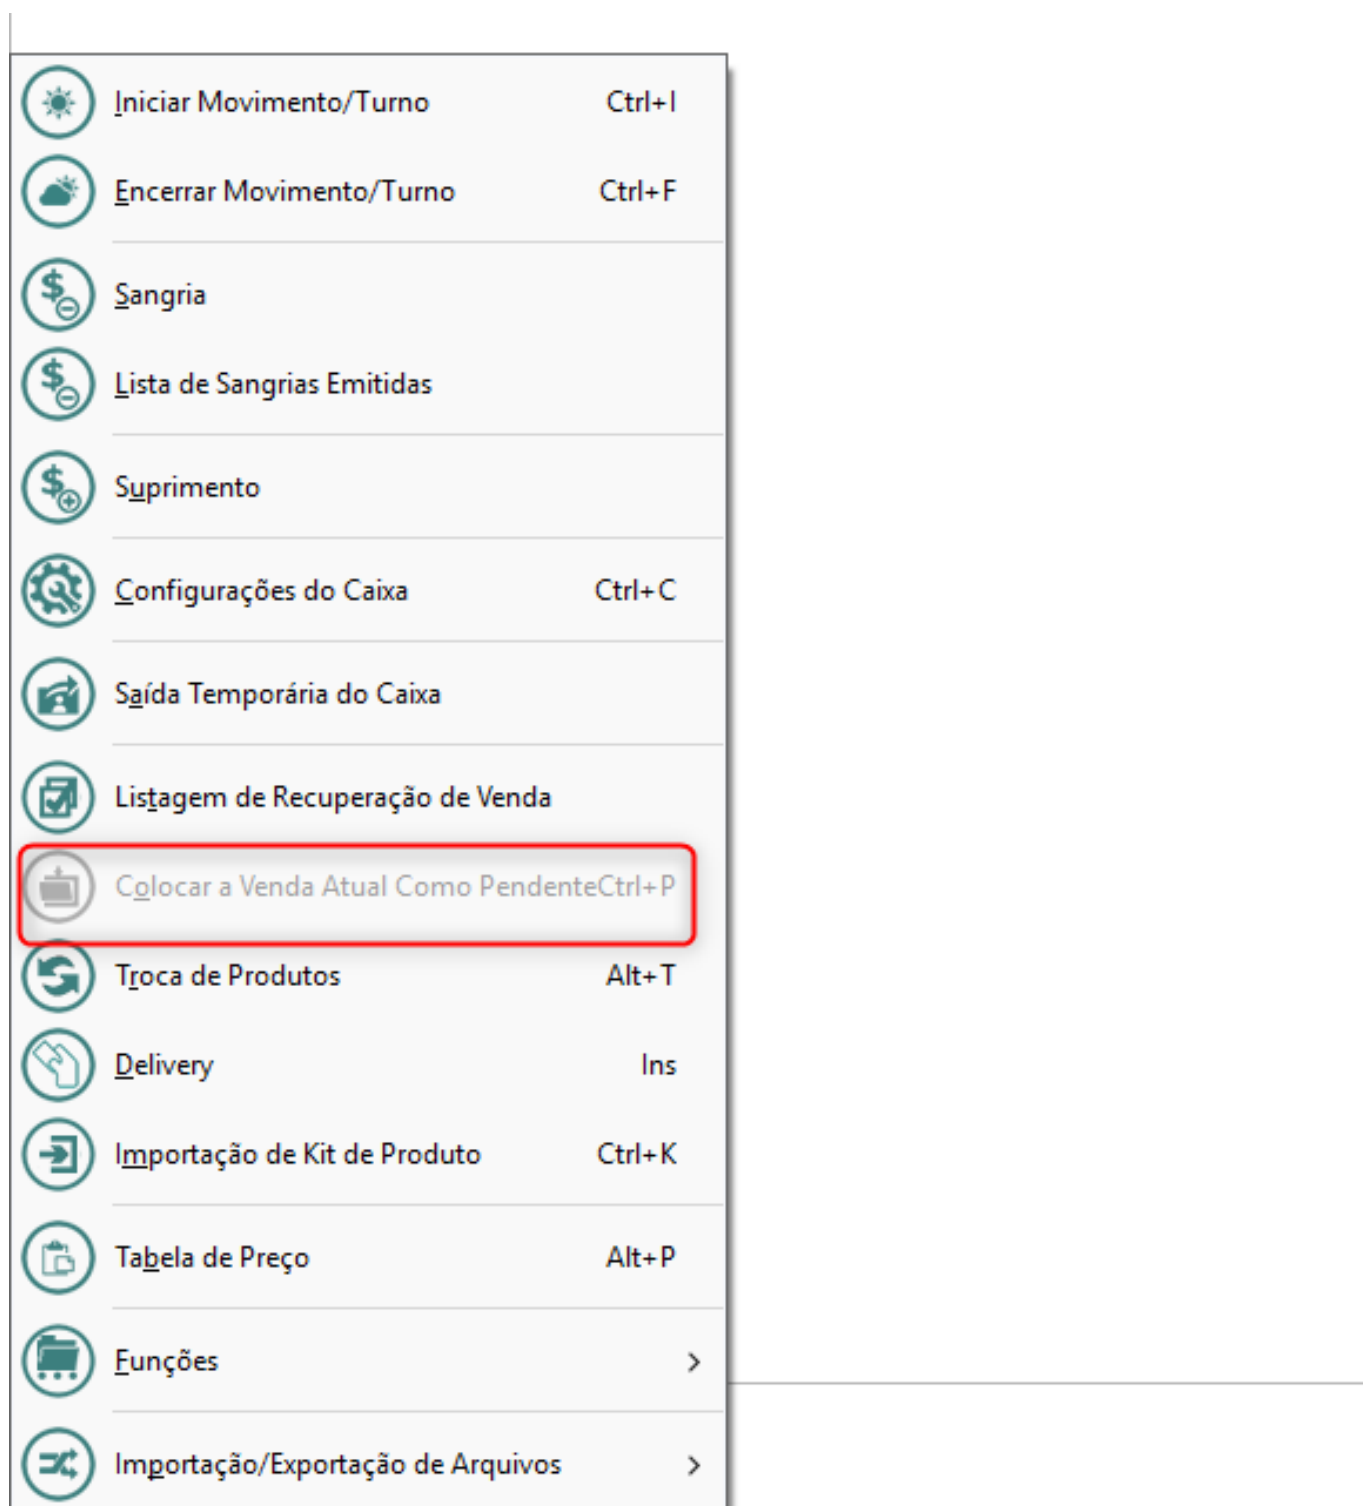 Iniciar Movimento/Turno Ctrl+I
Encerrar Movimento/Turno Ctrl+F
Sangria
Lista de Sangrias Emitidas
Suprimento
Configurações do Caixa Ctrl+C
Saída Temporária do Caixa
Listagem de Recuperação de Venda
Colocar a Venda Atual Como PendenteCtrl+P
Troca de Produtos Alt+T
Delivery Ins
Importação de Kit de Produto Ctrl+K
Tabela de Preço Alt+P
Funções
Importação/Exportação de Arquivos